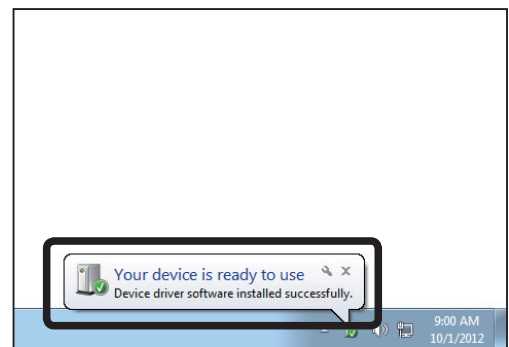 Your device is ready to use
Device driver software installed successfully.
9:00 AM
10/1/2012